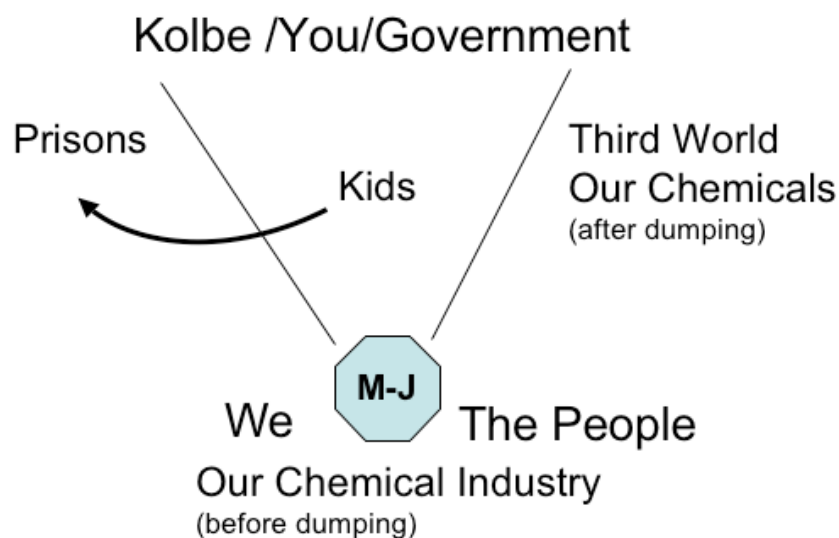 Kolbe /You/Government
Prisons
Kids
Third World
Our Chemicals
(after dumping)
M-J
We
The People
Our Chemical Industry
(before dumping)